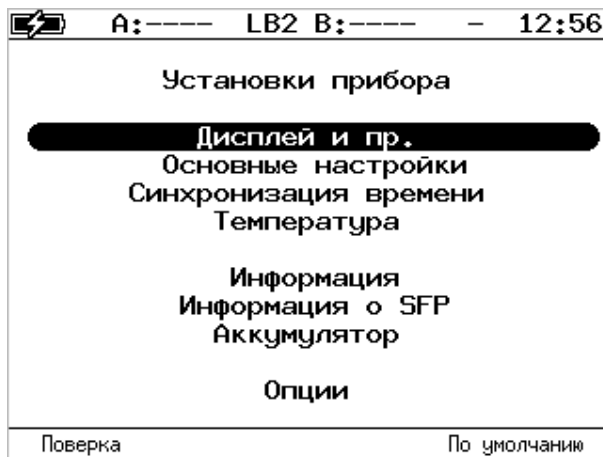 A:---- LB2 B:---- - 12:56
Установки прибора
Дисплей и пр.
Основные настройки
Синхронизация времени
Температура
Информация
Информация о SFP
Аккумулятор
Опции
Поверка По умолчанию